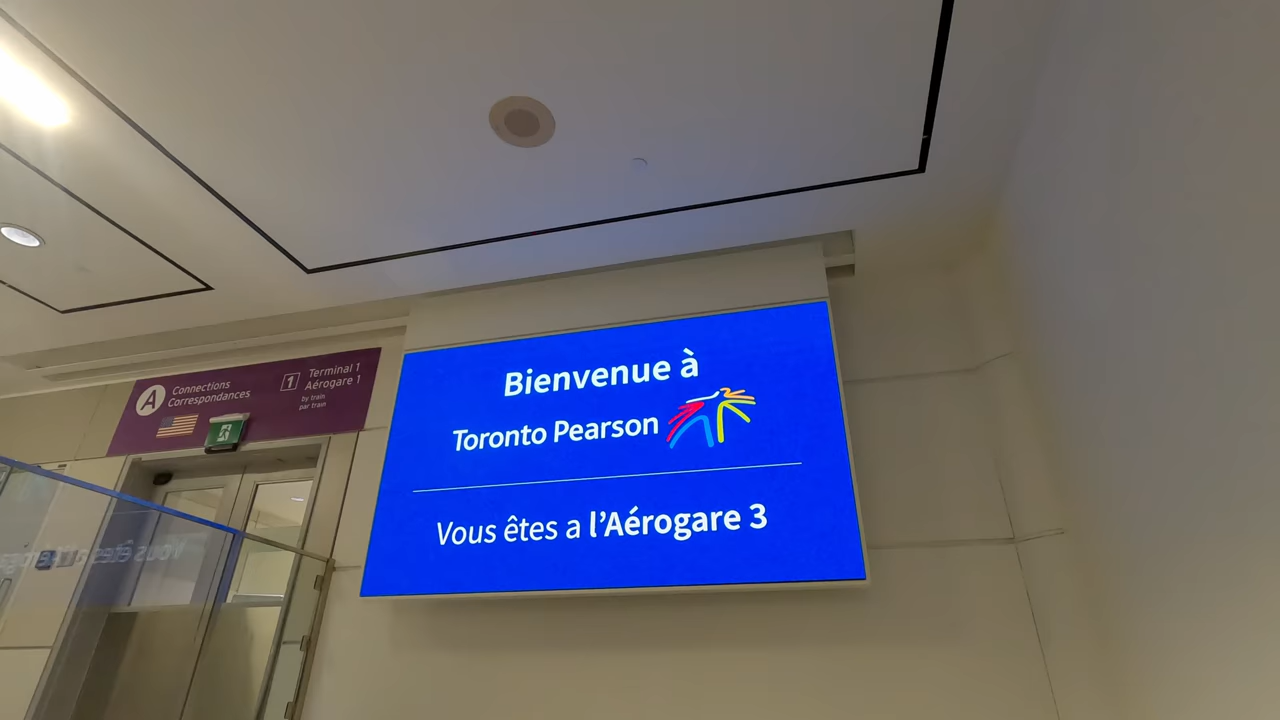 A
Connections
Correspondances
1
Terminal 1
Aérogare 1
by train
par train
Bienvenue à
Toronto Pearson
Vous êtes a l'Aérogare 3